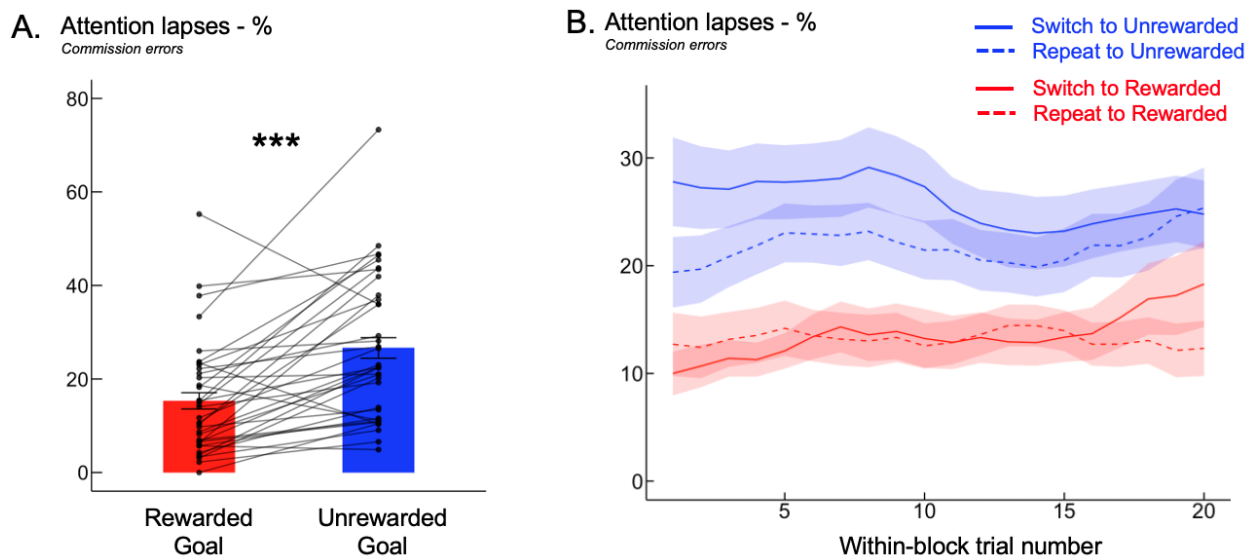 A.
Attention lapses - %
Commission errors
80
60
40
20
0
***
Rewarded
Goal
Unrewarded
Goal
B.
Attention lapses - %
Commission errors
Switch to Unrewarded
Repeat to Unrewarded
Switch to Rewarded
Repeat to Rewarded
30
20
10
0
5
10
15
20
Within-block trial number